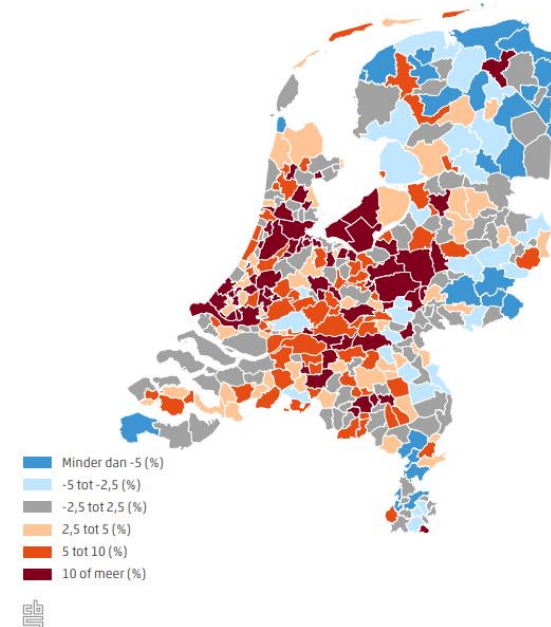 Minder dan -5 (%)
-5 tot -2,5 (%)
-2,5 tot 2,5 (%)
2,5 tot 5 (%)
5 tot 10 (%)
10 of meer (%)
cb